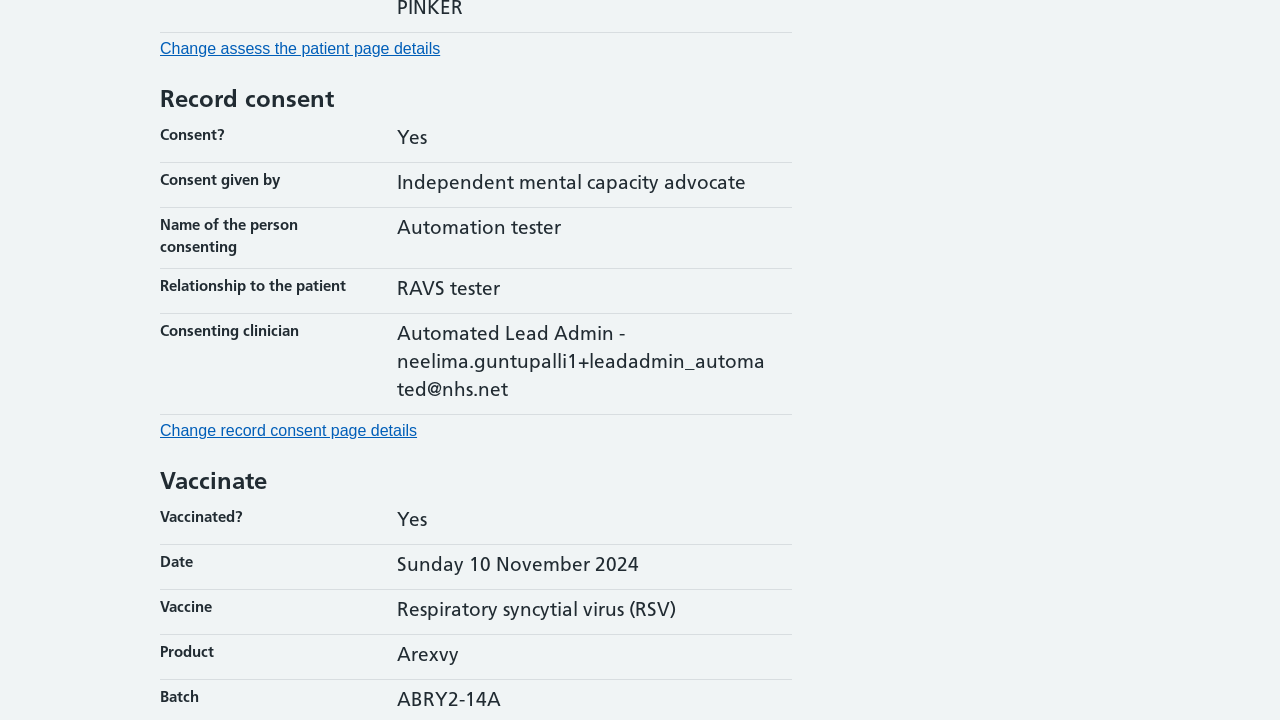 PINKER
Change assess the patient page details
Record consent
Consent? Yes
Consent given by Independent mental capacity advocate
Name of the person consenting Automation tester
Relationship to the patient RAVS tester
Consenting clinician Automated Lead Admin -
neelima.guntupalli1+leadadmin_automa
ted@nhs.net
Change record consent page details
Vaccinate
Vaccinated? Yes
Date Sunday 10 November 2024
Vaccine Respiratory syncytial virus (RSV)
Product Arexvy
Batch ABRY2-14A